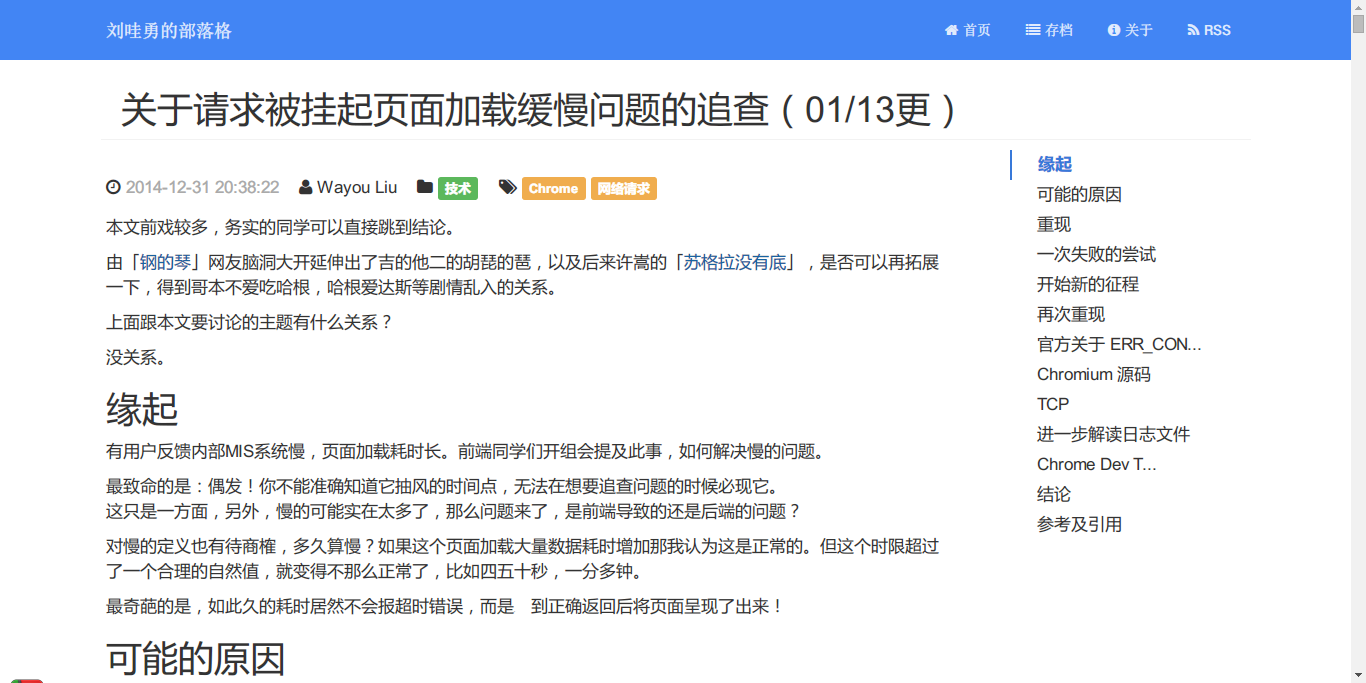 刘哇勇的部落格
首页 存档 关于 RSS
关于请求被挂起页面加载缓慢问题的追查（01/13更）
2014-12-31 20:38:22 Wayou Liu 技术 Chrome 网络请求
本文前戏较多，务实的同学可以直接跳到结论。
由「钢的琴」网友脑洞大开延伸出了吉的他二的胡琵的琶，以及后来许嵩的「苏格拉没有底」，是否可以再拓展
一下，得到哥本不爱吃哈根，哈根爱达斯等剧情乱入的关系。
上面跟本文要讨论的主题有什么关系？
没关系。
缘起
有用户反馈内部MIS系统慢，页面加载耗时长。前端同学们开组会提及此事，如何解决慢的问题。
最致命的是：偶发！你不能准确知道它抽风的时间点，无法在想要追查问题的时候必现它。
这只是一方面，另外，慢的可能实在太多了，那么问题来了，是前端导致的还是后端的问题？
对慢的定义也有待商榷，多久算慢？如果这个页面加载大量数据耗时增加那我认为这是正常的。但这个时限超过
了一个合理的自然值，就变得不那么正常了，比如四五十秒，一分多钟。
最奇葩的是，如此久的耗时居然不会报超时错误，而是　到正确返回后将页面呈现了出来！
可能的原因
缘起
可能的原因
重现
一次失败的尝试
开始新的征程
再次重现
官方关于 ERR_CON...
Chromium 源码
TCP
进一步解读日志文件
Chrome Dev T...
结论
参考及引用